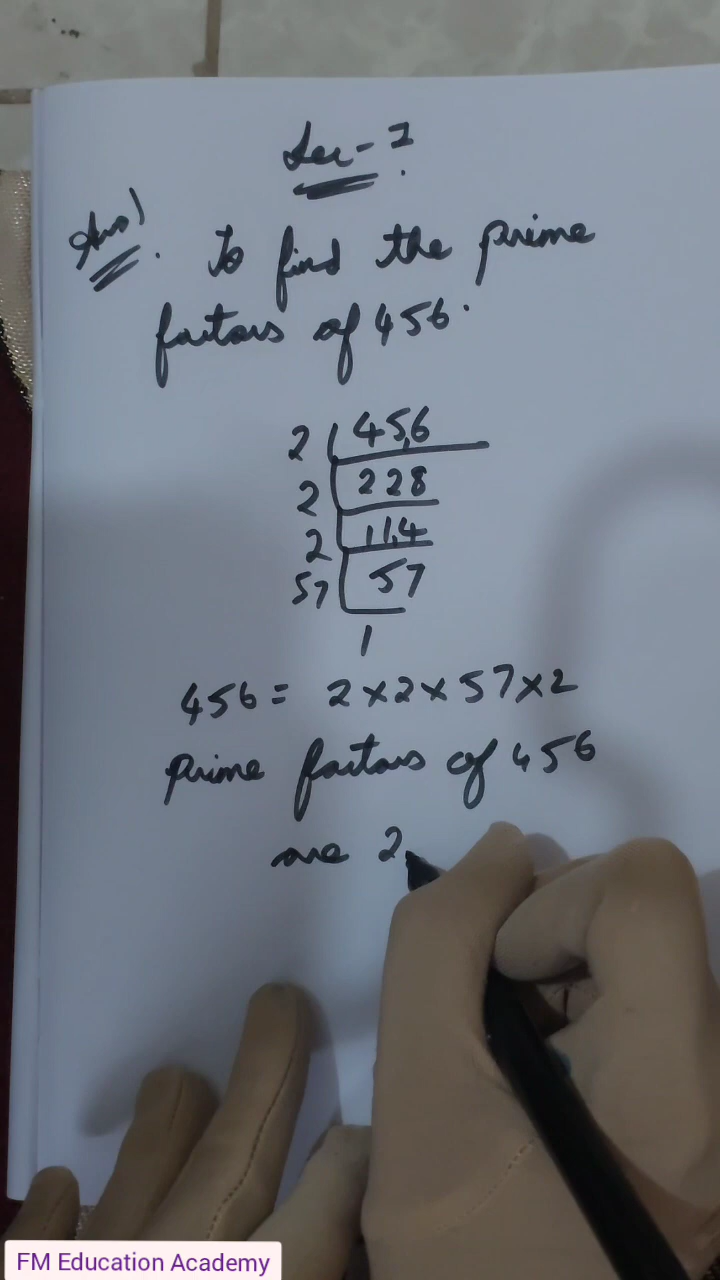 Lec - 7.
Ans). To find the prime
factors of 456.
2 | 456
2 | 228
2 | 114
57 | 57
1
456 = 2 × 2 × 57 × 2
Prime factors of 456
are 2,
FM Education Academy